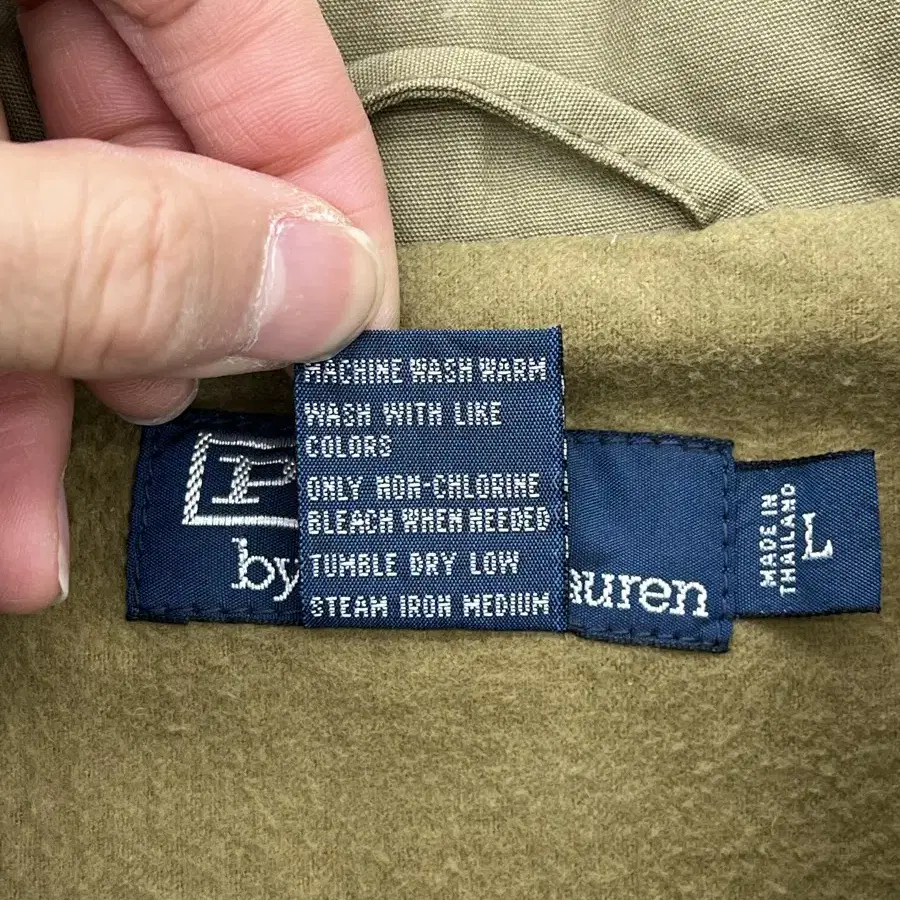 MACHINE WASH WARM
WASH WITH LIKE
COLORS
ONLY NON-CHLORINE
BLEACH WHEN NEEDED
TUMBLE DRY LOW
STEAM IRON MEDIUM
P
by
auren
MADE IN
THAILAND
L